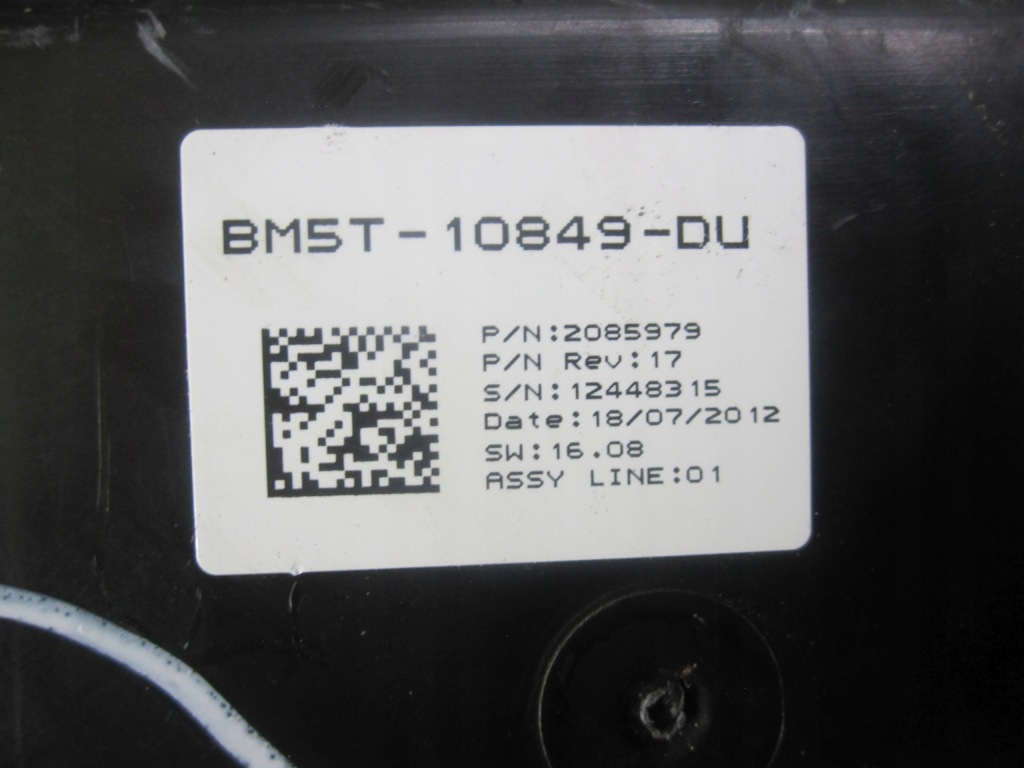 BM5T-10849-DU
P/N:2085979
P/N Rev:17
S/N:12448315
Date:18/07/2012
SW:16.08
ASSY LINE:01